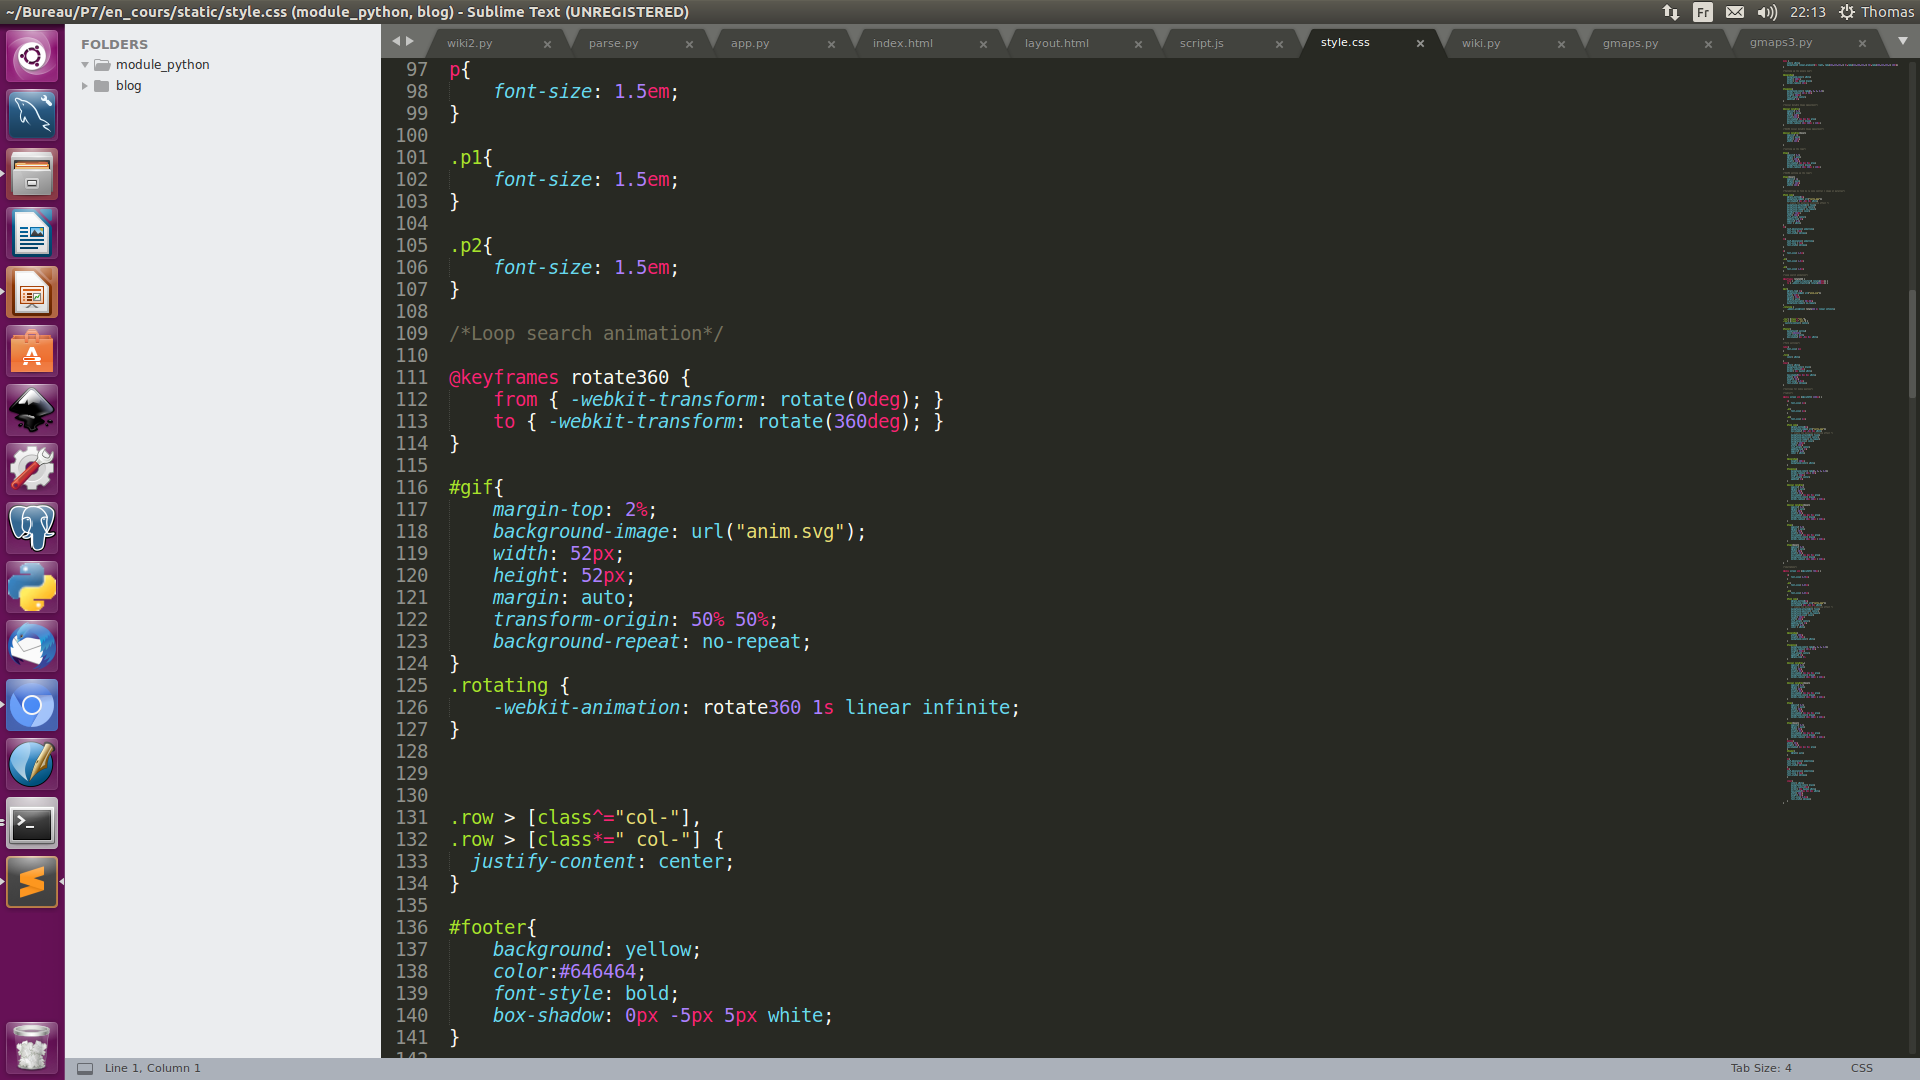 ~/Bureau/P7/en_cours/static/style.css (module_python, blog) - Sublime Text (UNREGISTERED)
Fr
22:13
Thomas
FOLDERS
module_python
blog
wiki2.py
parse.py
app.py
index.html
layout.html
script.js
style.css
wiki.py
gmaps.py
gmaps3.py
97 p{
98     font-size: 1.5em;
99 }
100
101 .p1{
102     font-size: 1.5em;
103 }
104
105 .p2{
106     font-size: 1.5em;
107 }
108
109 /*Loop search animation*/
110
111 @keyframes rotate360 {
112     from { -webkit-transform: rotate(0deg); }
113     to { -webkit-transform: rotate(360deg); }
114 }
115
116 #gif{
117     margin-top: 2%;
118     background-image: url("anim.svg");
119     width: 52px;
120     height: 52px;
121     margin: auto;
122     transform-origin: 50% 50%;
123     background-repeat: no-repeat;
124 }
125 .rotating {
126     -webkit-animation: rotate360 1s linear infinite;
127 }
128
129
130
131 .row > [class^="col-"],
132 .row > [class*=" col-"] {
133   justify-content: center;
134 }
135
136 #footer{
137     background: yellow;
138     color:#646464;
139     font-style: bold;
140     box-shadow: 0px -5px 5px white;
141 }
142
Line 1, Column 1
Tab Size: 4
CSS